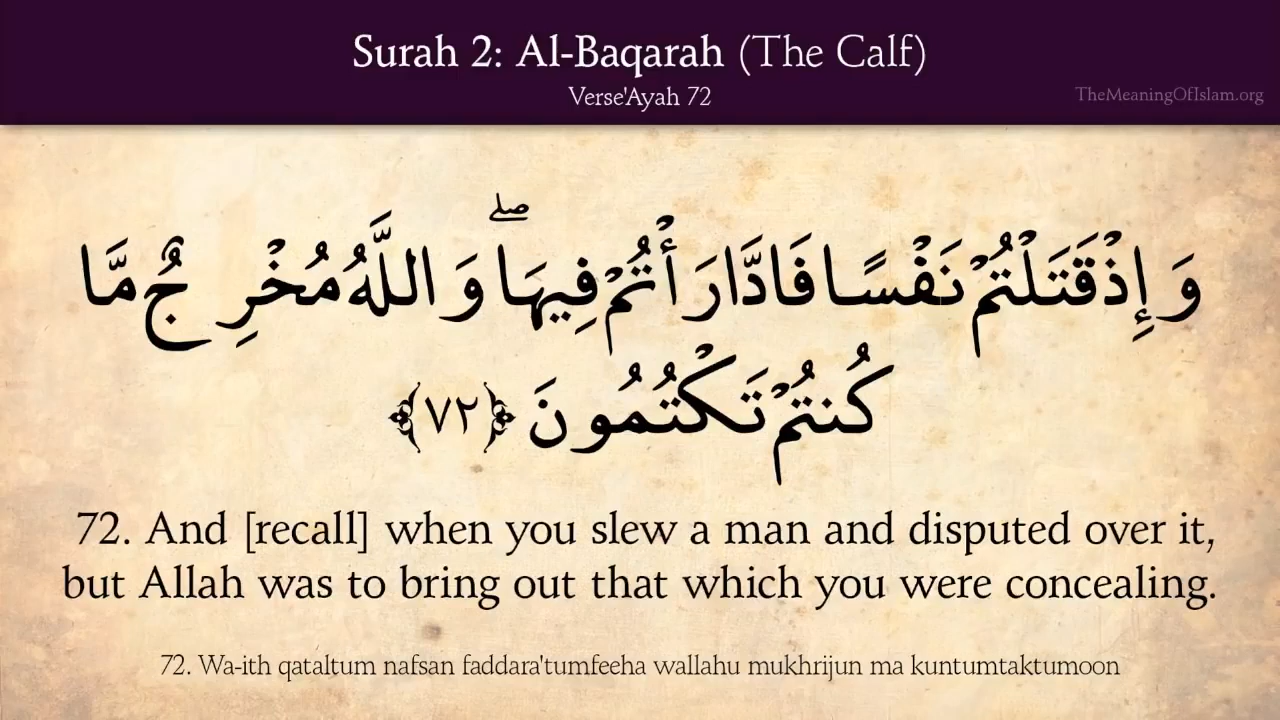 Surah 2: Al-Baqarah (The Calf)
Verse'Ayah 72
TheMeaningOfIslam.org
وَإِذْ قَتَلْتُمْ نَفْسًا فَادَّارَأْتُمْ فِيهَا ۖ وَاللَّهُ مُخْرِجٌ مَّا
كُنتُمْ تَكْتُمُونَ ﴿٧٢﴾
72. And [recall] when you slew a man and disputed over it,
but Allah was to bring out that which you were concealing.
72. Wa-ith qataltum nafsan faddara'tumfeeha wallahu mukhrijun ma kuntumtaktumoon